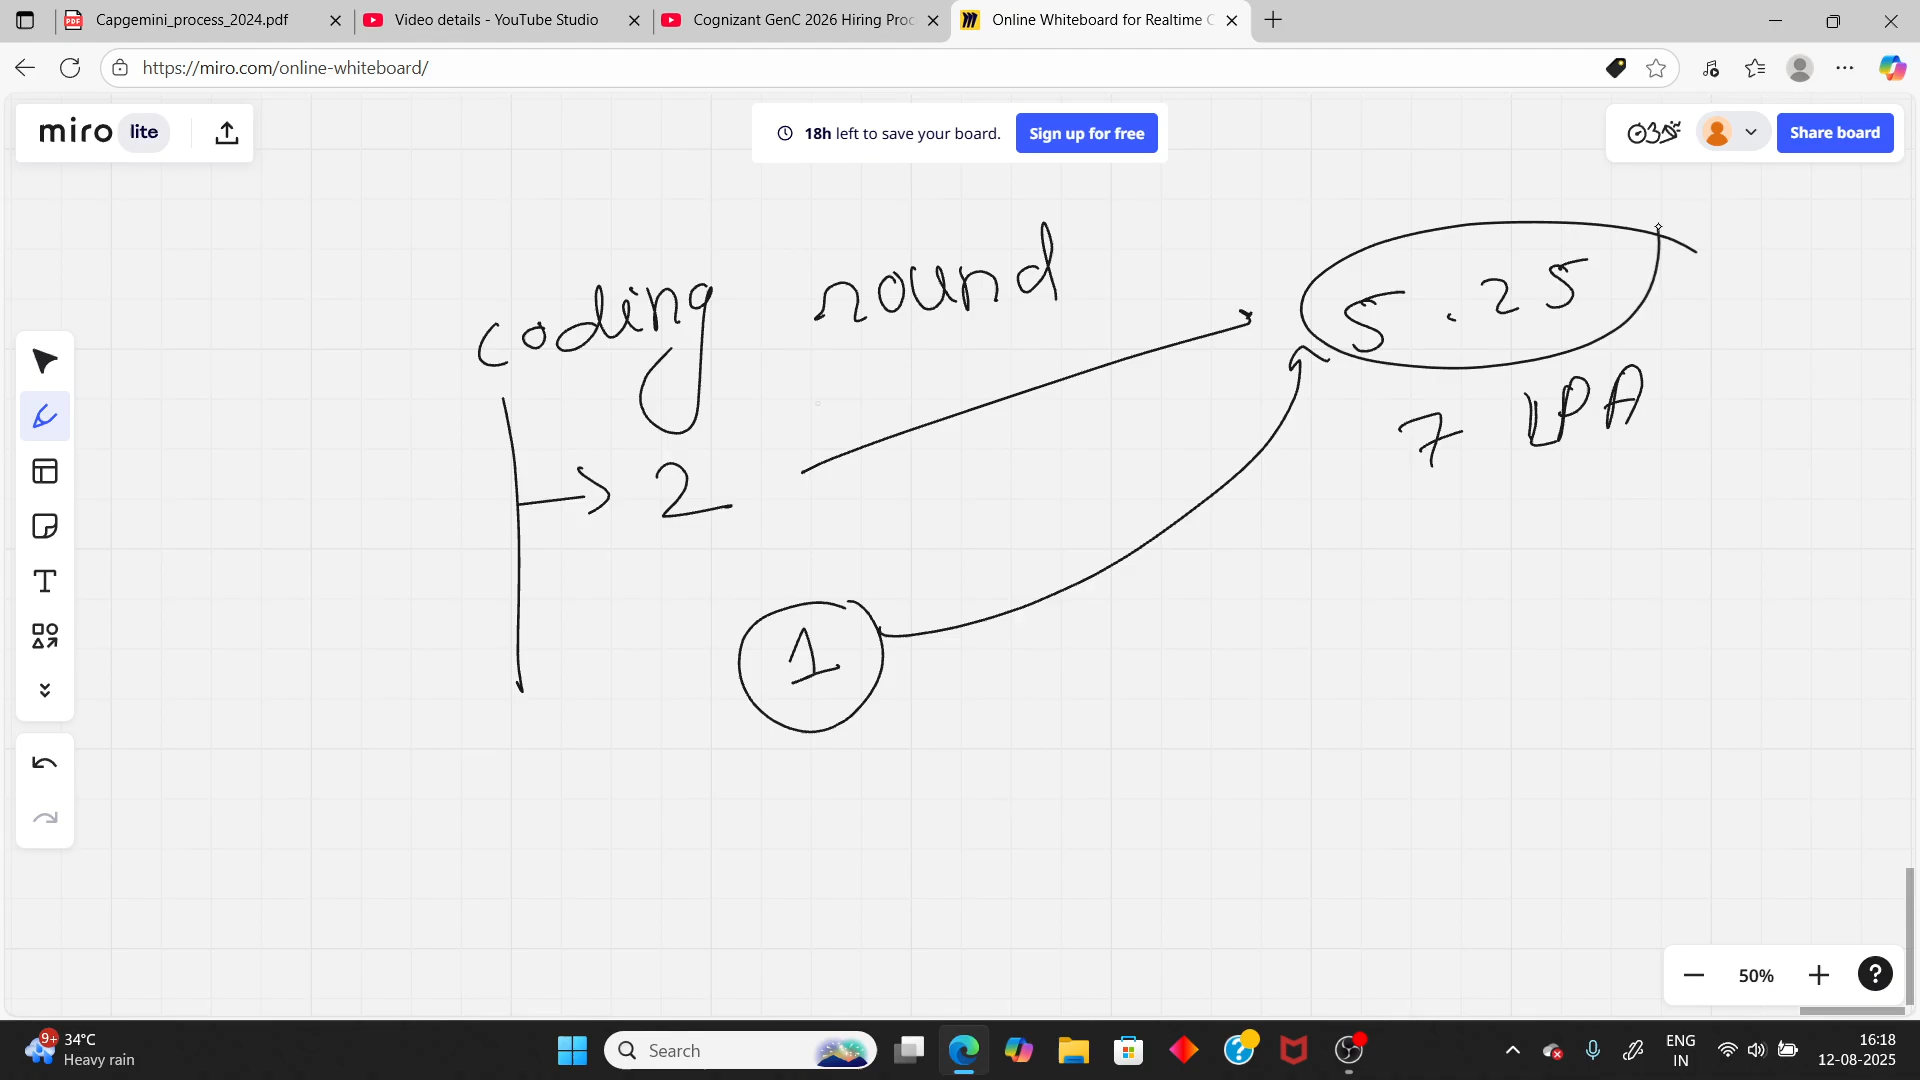 Capgemini_process_2024.pdf
Video details - YouTube Studio
Cognizant GenC 2026 Hiring Proc
Online Whiteboard for Realtime C
https://miro.com/online-whiteboard/
miro lite
18h left to save your board.
Sign up for free
Share board
coding round
5.25
7 LPA
2
1
50%
34°C
Heavy rain
9+
Search
ENG
IN
16:18
12-08-2025